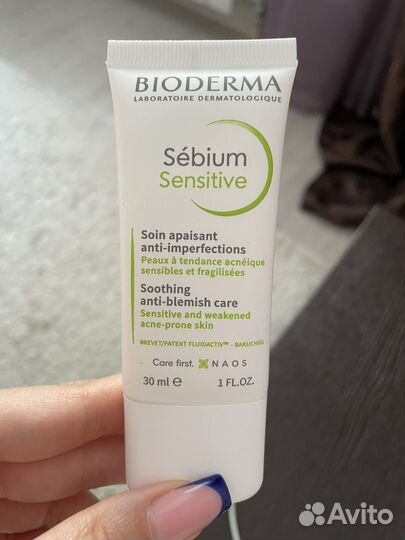 BIODERMA
LABORATOIRE DERMATOLOGIQUE
Sébium
Sensitive
Soin apaisant
anti-imperfections
Peaux à tendance acnéique
sensibles et fragilisées
Soothing
anti-blemish care
Sensitive and weakened
acne-prone skin
BREVET/PATENT FLUIDACTIV™ - BAKUCHIOL
Care first. NAOS
30 ml e 1 FL.OZ.
Avito